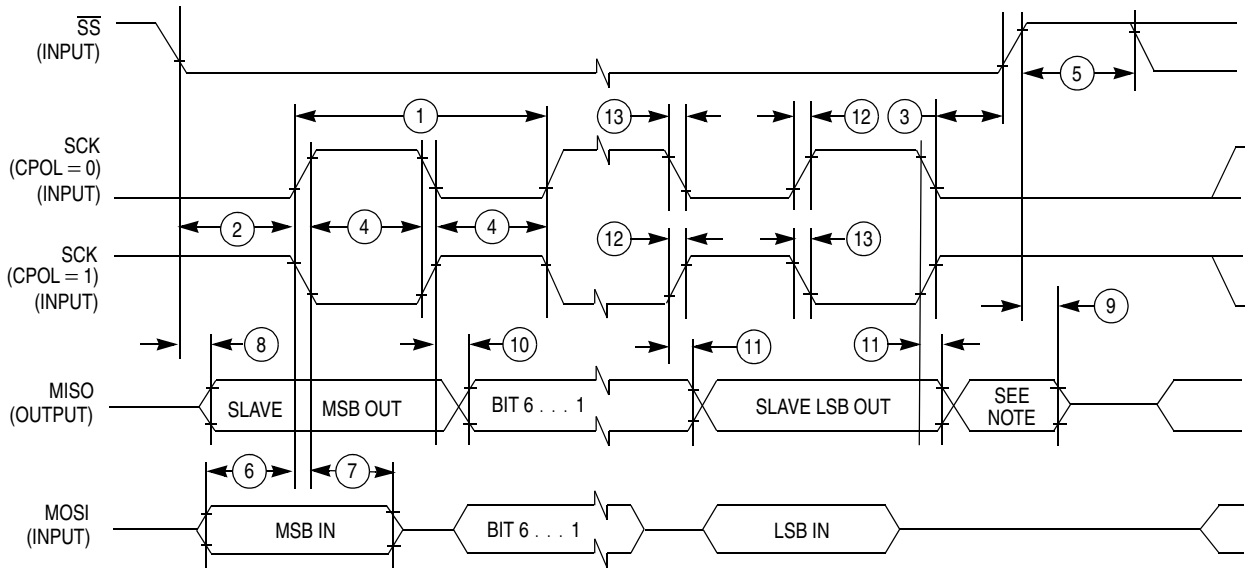 SS
(INPUT)
5
1
13
12
3
SCK
(CPOL = 0)
(INPUT)
2
4
4
12
13
SCK
(CPOL = 1)
(INPUT)
9
8
10
11
11
MISO
(OUTPUT)
SLAVE
MSB OUT
BIT 6 . . . 1
SLAVE LSB OUT
SEE
NOTE
6
7
MOSI
(INPUT)
MSB IN
BIT 6 . . . 1
LSB IN